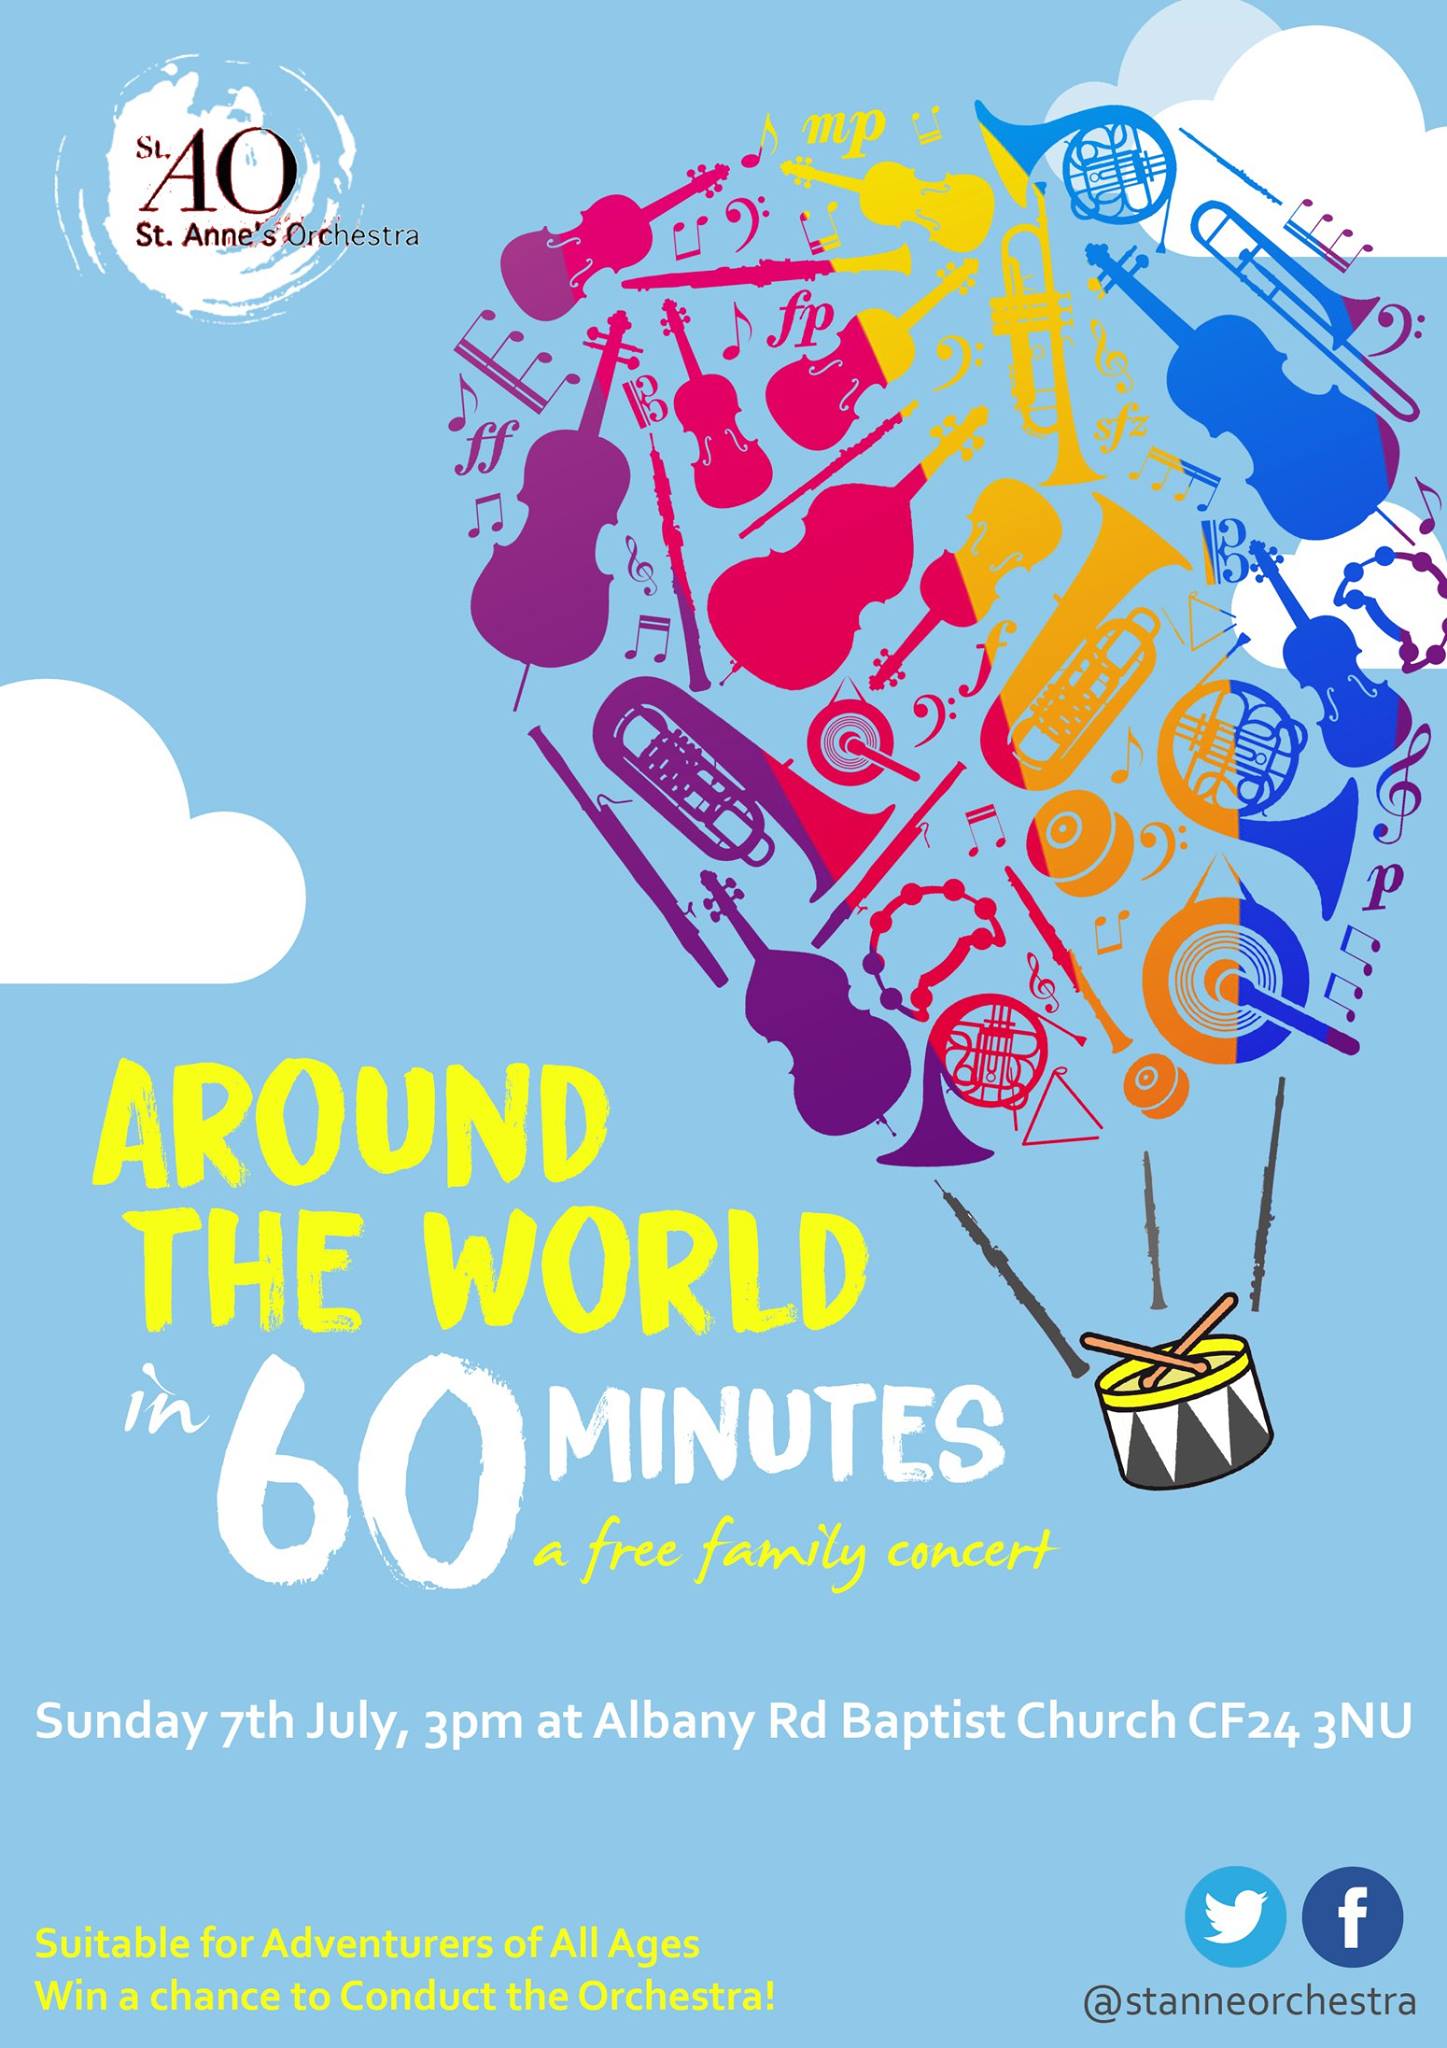 St.
AO
St. Anne's Orchestra
mp
fp
ff
sfz
f
p
AROUND
THE WORLD
in 60 MINUTES
a free family concert
Sunday 7th July, 3pm at Albany Rd Baptist Church CF24 3NU
Suitable for Adventurers of All Ages
Win a chance to Conduct the Orchestra!
f
@stanneorchestra